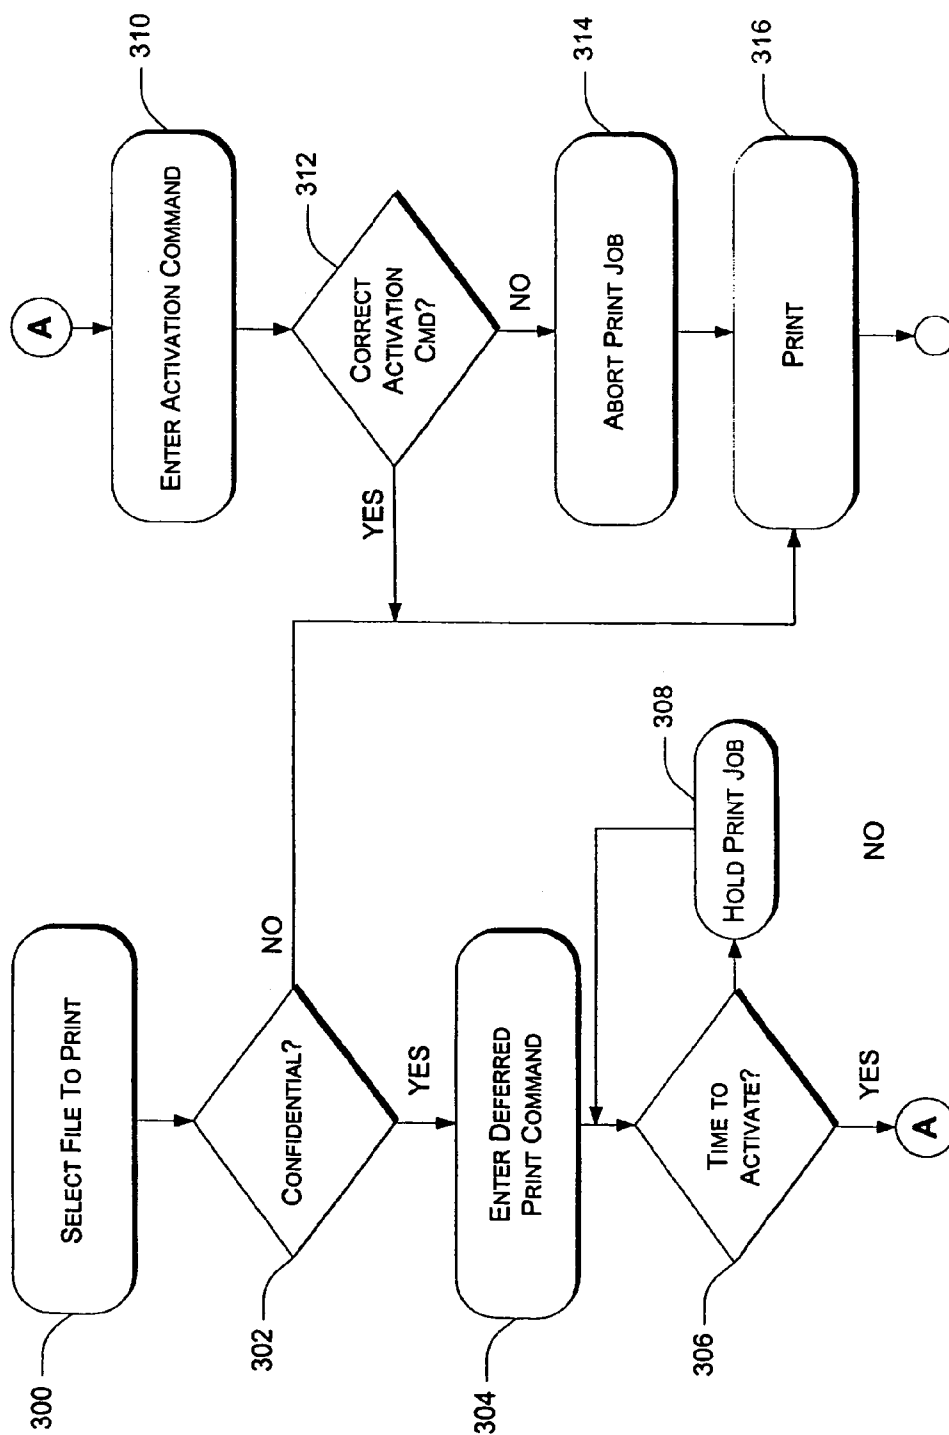 300
SELECT FILE TO PRINT
302
CONFIDENTIAL?
NO
YES
304
ENTER DEFERRED
PRINT COMMAND
306
TIME TO
ACTIVATE?
308
HOLD PRINT JOB
NO
YES
A
A
310
ENTER ACTIVATION COMMAND
312
CORRECT
ACTIVATION
CMD?
YES
NO
314
ABORT PRINT JOB
316
PRINT